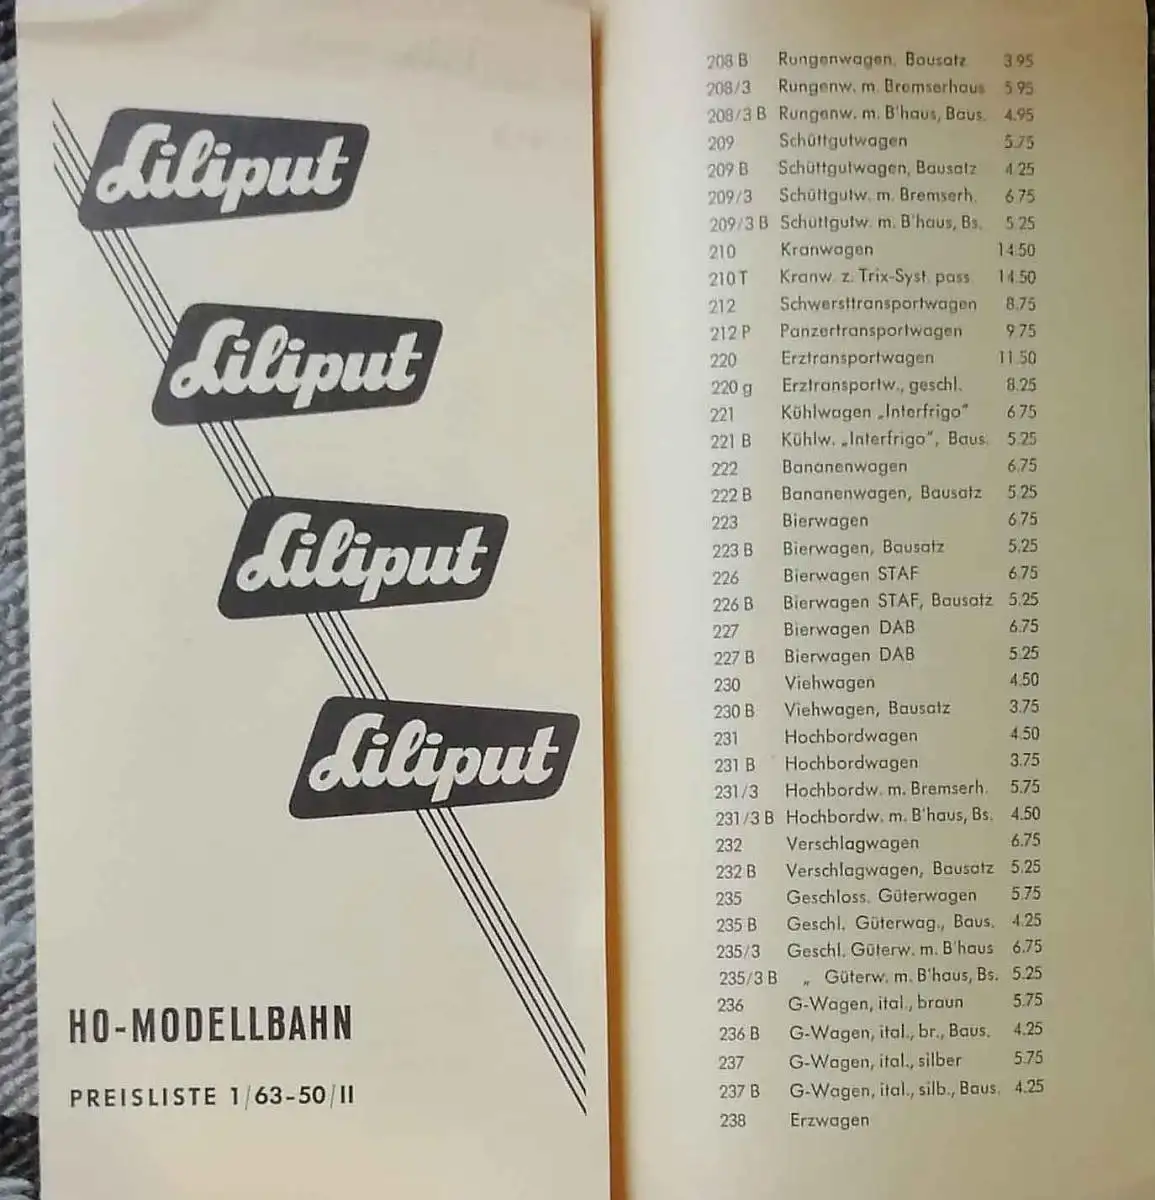 Liliput
Liliput
Liliput
Liliput
HO-MODELLBAHN
PREISLISTE 1/63-50/II
208 B Rungenwagen, Bausatz 3.95
208/3 Rungenw. m. Bremserhaus 5.95
208/3 B Rungenw. m. B'haus, Baus. 4.95
209 Schüttgutwagen 5.75
209 B Schüttgutwagen, Bausatz 4.25
209/3 Schüttgutw. m. Bremserh. 6.75
209/3 B Schüttgutw. m. B'haus, Bs. 5.25
210 Kranwagen 14.50
210 T Kranw. z. Trix-Syst. pass. 14.50
212 Schwersttransportwagen 8.75
212 P Panzertransportwagen 9.75
220 Erztransportwagen 11.50
220 g Erztransportw., geschl. 8.25
221 Kühlwagen „Interfrigo" 6.75
221 B Kühlw. „Interfrigo", Baus. 5.25
222 Bananenwagen 6.75
222 B Bananenwagen, Bausatz 5.25
223 Bierwagen 6.75
223 B Bierwagen, Bausatz 5.25
226 Bierwagen STAF 6.75
226 B Bierwagen STAF, Bausatz 5.25
227 Bierwagen DAB 6.75
227 B Bierwagen DAB 5.25
230 Viehwagen 4.50
230 B Viehwagen, Bausatz 3.75
231 Hochbordwagen 4.50
231 B Hochbordwagen 3.75
231/3 Hochbordw. m. Bremserh. 5.75
231/3 B Hochbordw. m. B'haus, Bs. 4.50
232 Verschlagwagen 6.75
232 B Verschlagwagen, Bausatz 5.25
235 Geschloss. Güterwagen 5.75
235 B Geschl. Güterwag., Baus. 4.25
235/3 Geschl. Güterw. m. B'haus 6.75
235/3 B „ Güterw. m. B'haus, Bs. 5.25
236 G-Wagen, ital., braun 5.75
236 B G-Wagen, ital., br., Baus. 4.25
237 G-Wagen, ital., silber 5.75
237 B G-Wagen, ital., silb., Baus. 4.25
238 Erzwagen